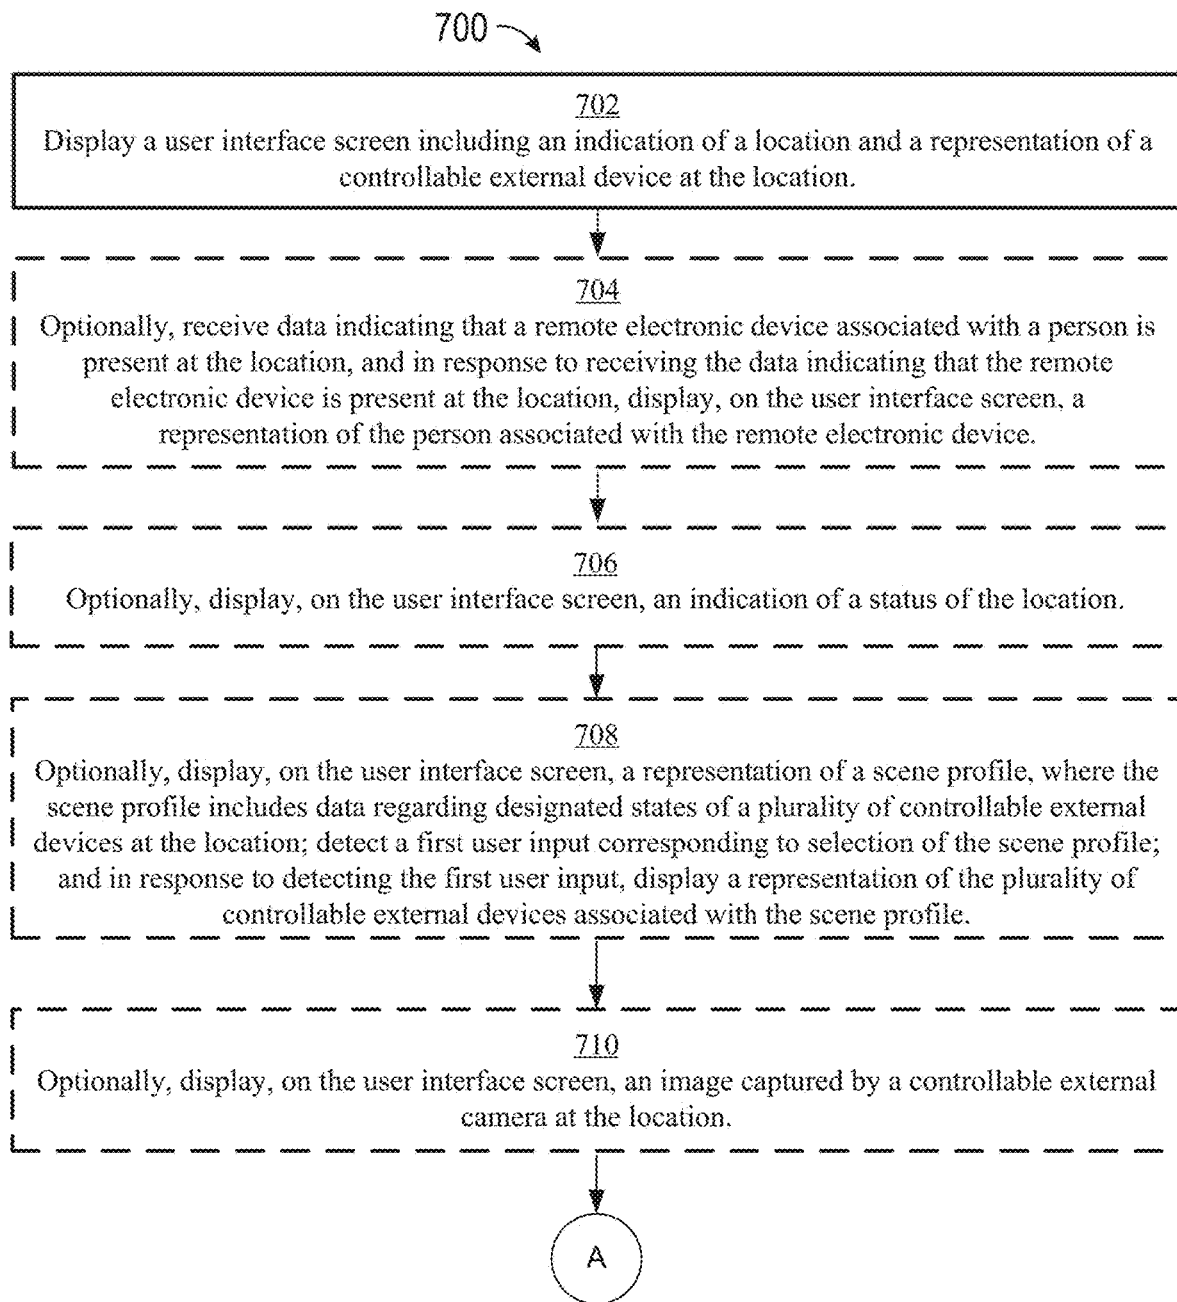 700
702
Display a user interface screen including an indication of a location and a representation of a
controllable external device at the location.
704
Optionally, receive data indicating that a remote electronic device associated with a person is
present at the location, and in response to receiving the data indicating that the remote
electronic device is present at the location, display, on the user interface screen, a
representation of the person associated with the remote electronic device.
706
Optionally, display, on the user interface screen, an indication of a status of the location.
708
Optionally, display, on the user interface screen, a representation of a scene profile, where the
scene profile includes data regarding designated states of a plurality of controllable external
devices at the location; detect a first user input corresponding to selection of the scene profile;
and in response to detecting the first user input, display a representation of the plurality of
controllable external devices associated with the scene profile.
710
Optionally, display, on the user interface screen, an image captured by a controllable external
camera at the location.
A